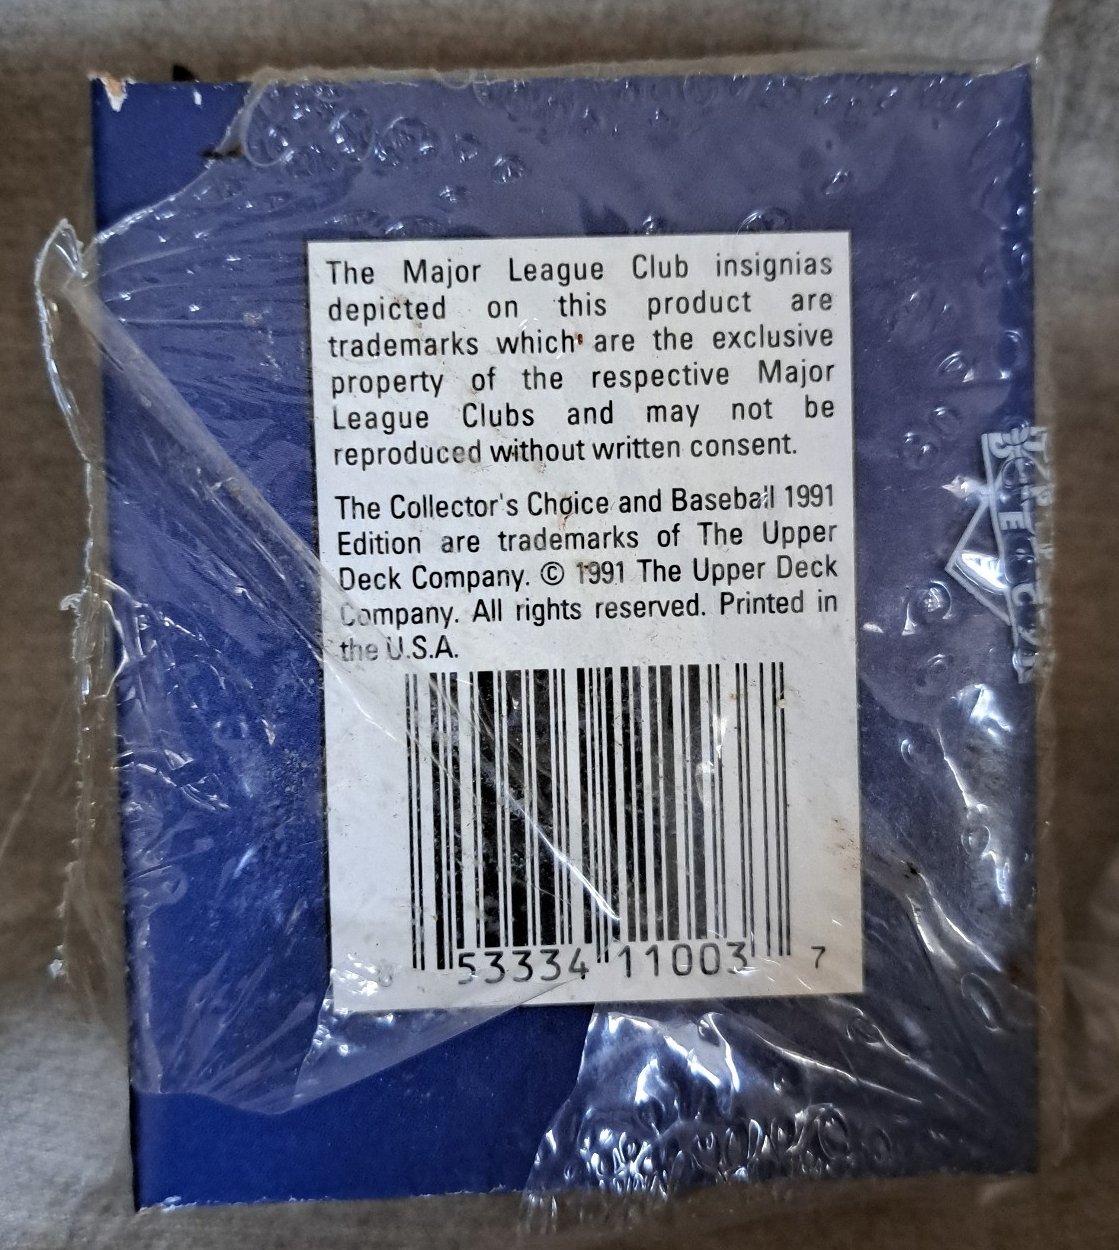 The Major League Club insignias
depicted on this product are
trademarks which are the exclusive
property of the respective Major
League Clubs and may not be
reproduced without written consent.
The Collector's Choice and Baseball 1991
Edition are trademarks of The Upper
Deck Company. © 1991 The Upper Deck
Company. All rights reserved. Printed in
the U.S.A.
0 53334 11003 7